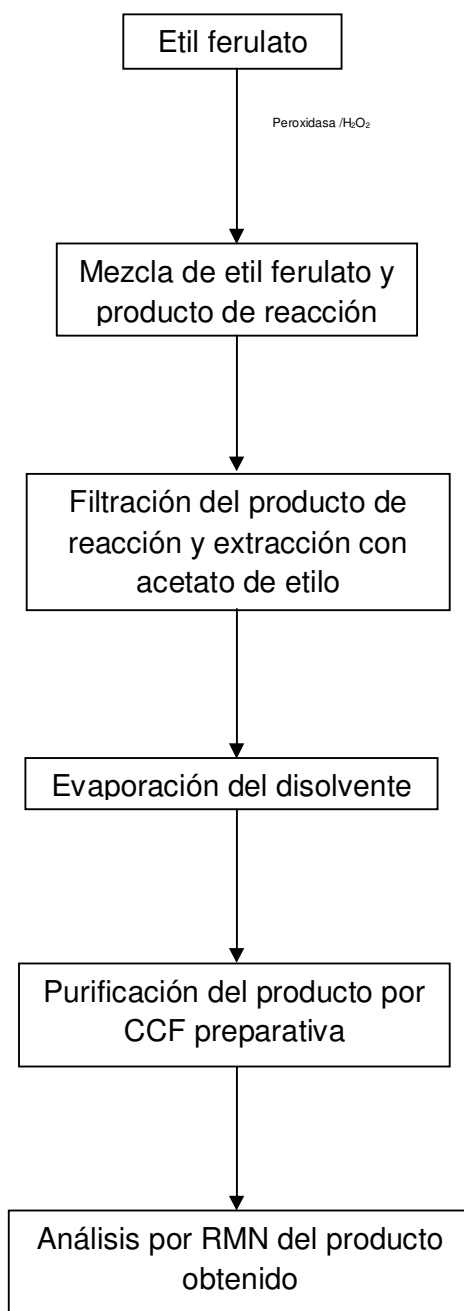 Etil ferulato
Peroxidasa /H₂O₂
Mezcla de etil ferulato y
producto de reacción
Filtración del producto de
reacción y extracción con
acetato de etilo
Evaporación del disolvente
Purificación del producto por
CCF preparativa
Análisis por RMN del producto
obtenido